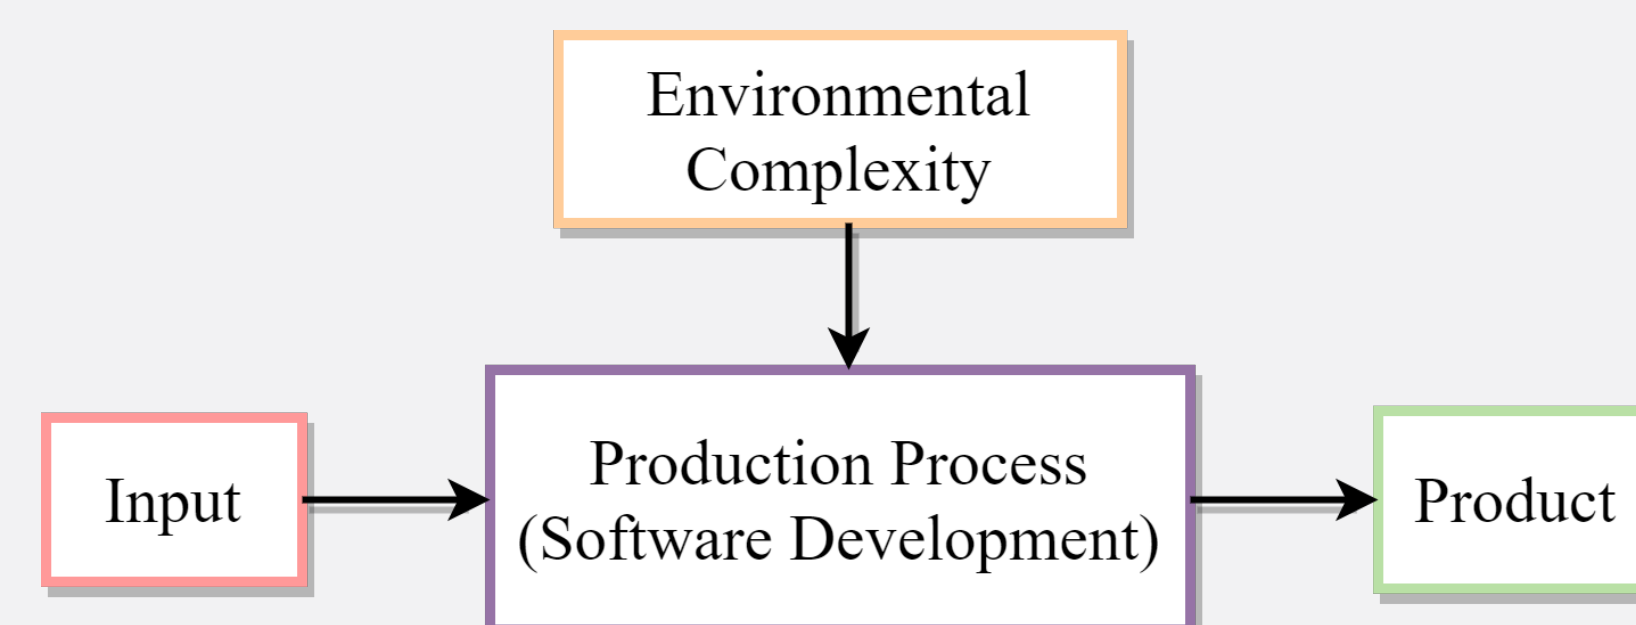 Environmental
Complexity
Input
Production Process
(Software Development)
Product